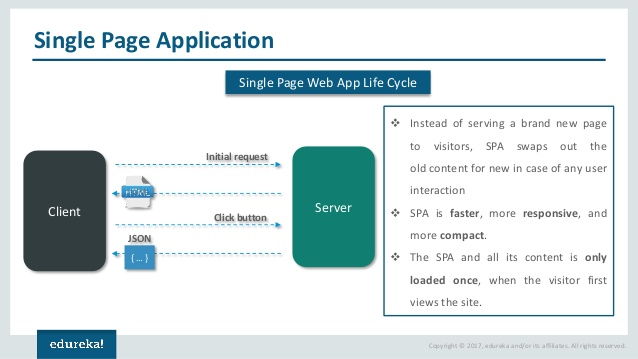 Single Page Application
Single Page Web App Life Cycle
Initial request
HTML
Click button
JSON
{ ... }
Client
Server
❖ Instead of serving a brand new page
to visitors, SPA swaps out the
old content for new in case of any user
interaction
❖ SPA is faster, more responsive, and
more compact.
❖ The SPA and all its content is only
loaded once, when the visitor first
views the site.
edureka!
Copyright © 2017, edureka and/or its affiliates. All rights reserved.